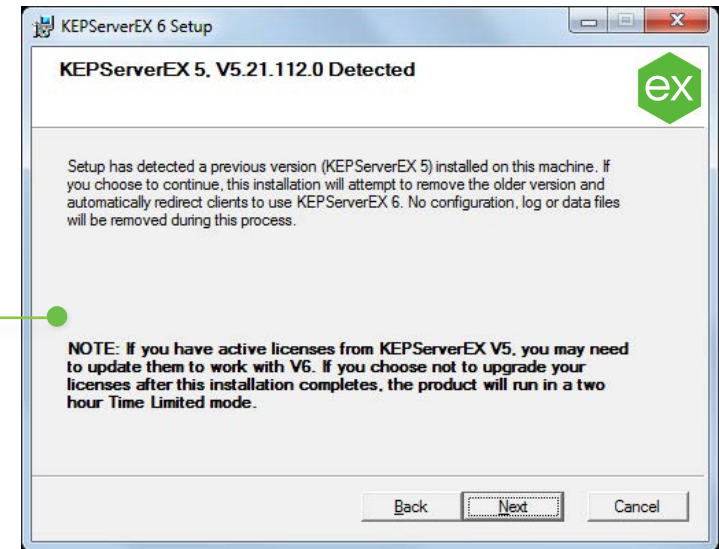 KEPServerEX 6 Setup
KEPServerEX 5, V5.21.112.0 Detected
ex
Setup has detected a previous version (KEPServerEX 5) installed on this machine. If
you choose to continue, this installation will attempt to remove the older version and
automatically redirect clients to use KEPServerEX 6. No configuration, log or data files
will be removed during this process.
NOTE: If you have active licenses from KEPServerEX V5, you may need
to update them to work with V6. If you choose not to upgrade your
licenses after this installation completes, the product will run in a two
hour Time Limited mode.
Back Next Cancel